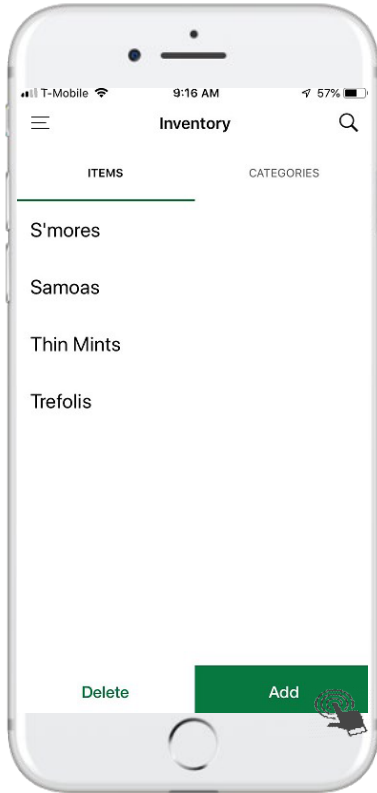 T-Mobile 9:16 AM 57%
Inventory
ITEMS CATEGORIES
S'mores
Samoas
Thin Mints
Trefolis
Delete Add